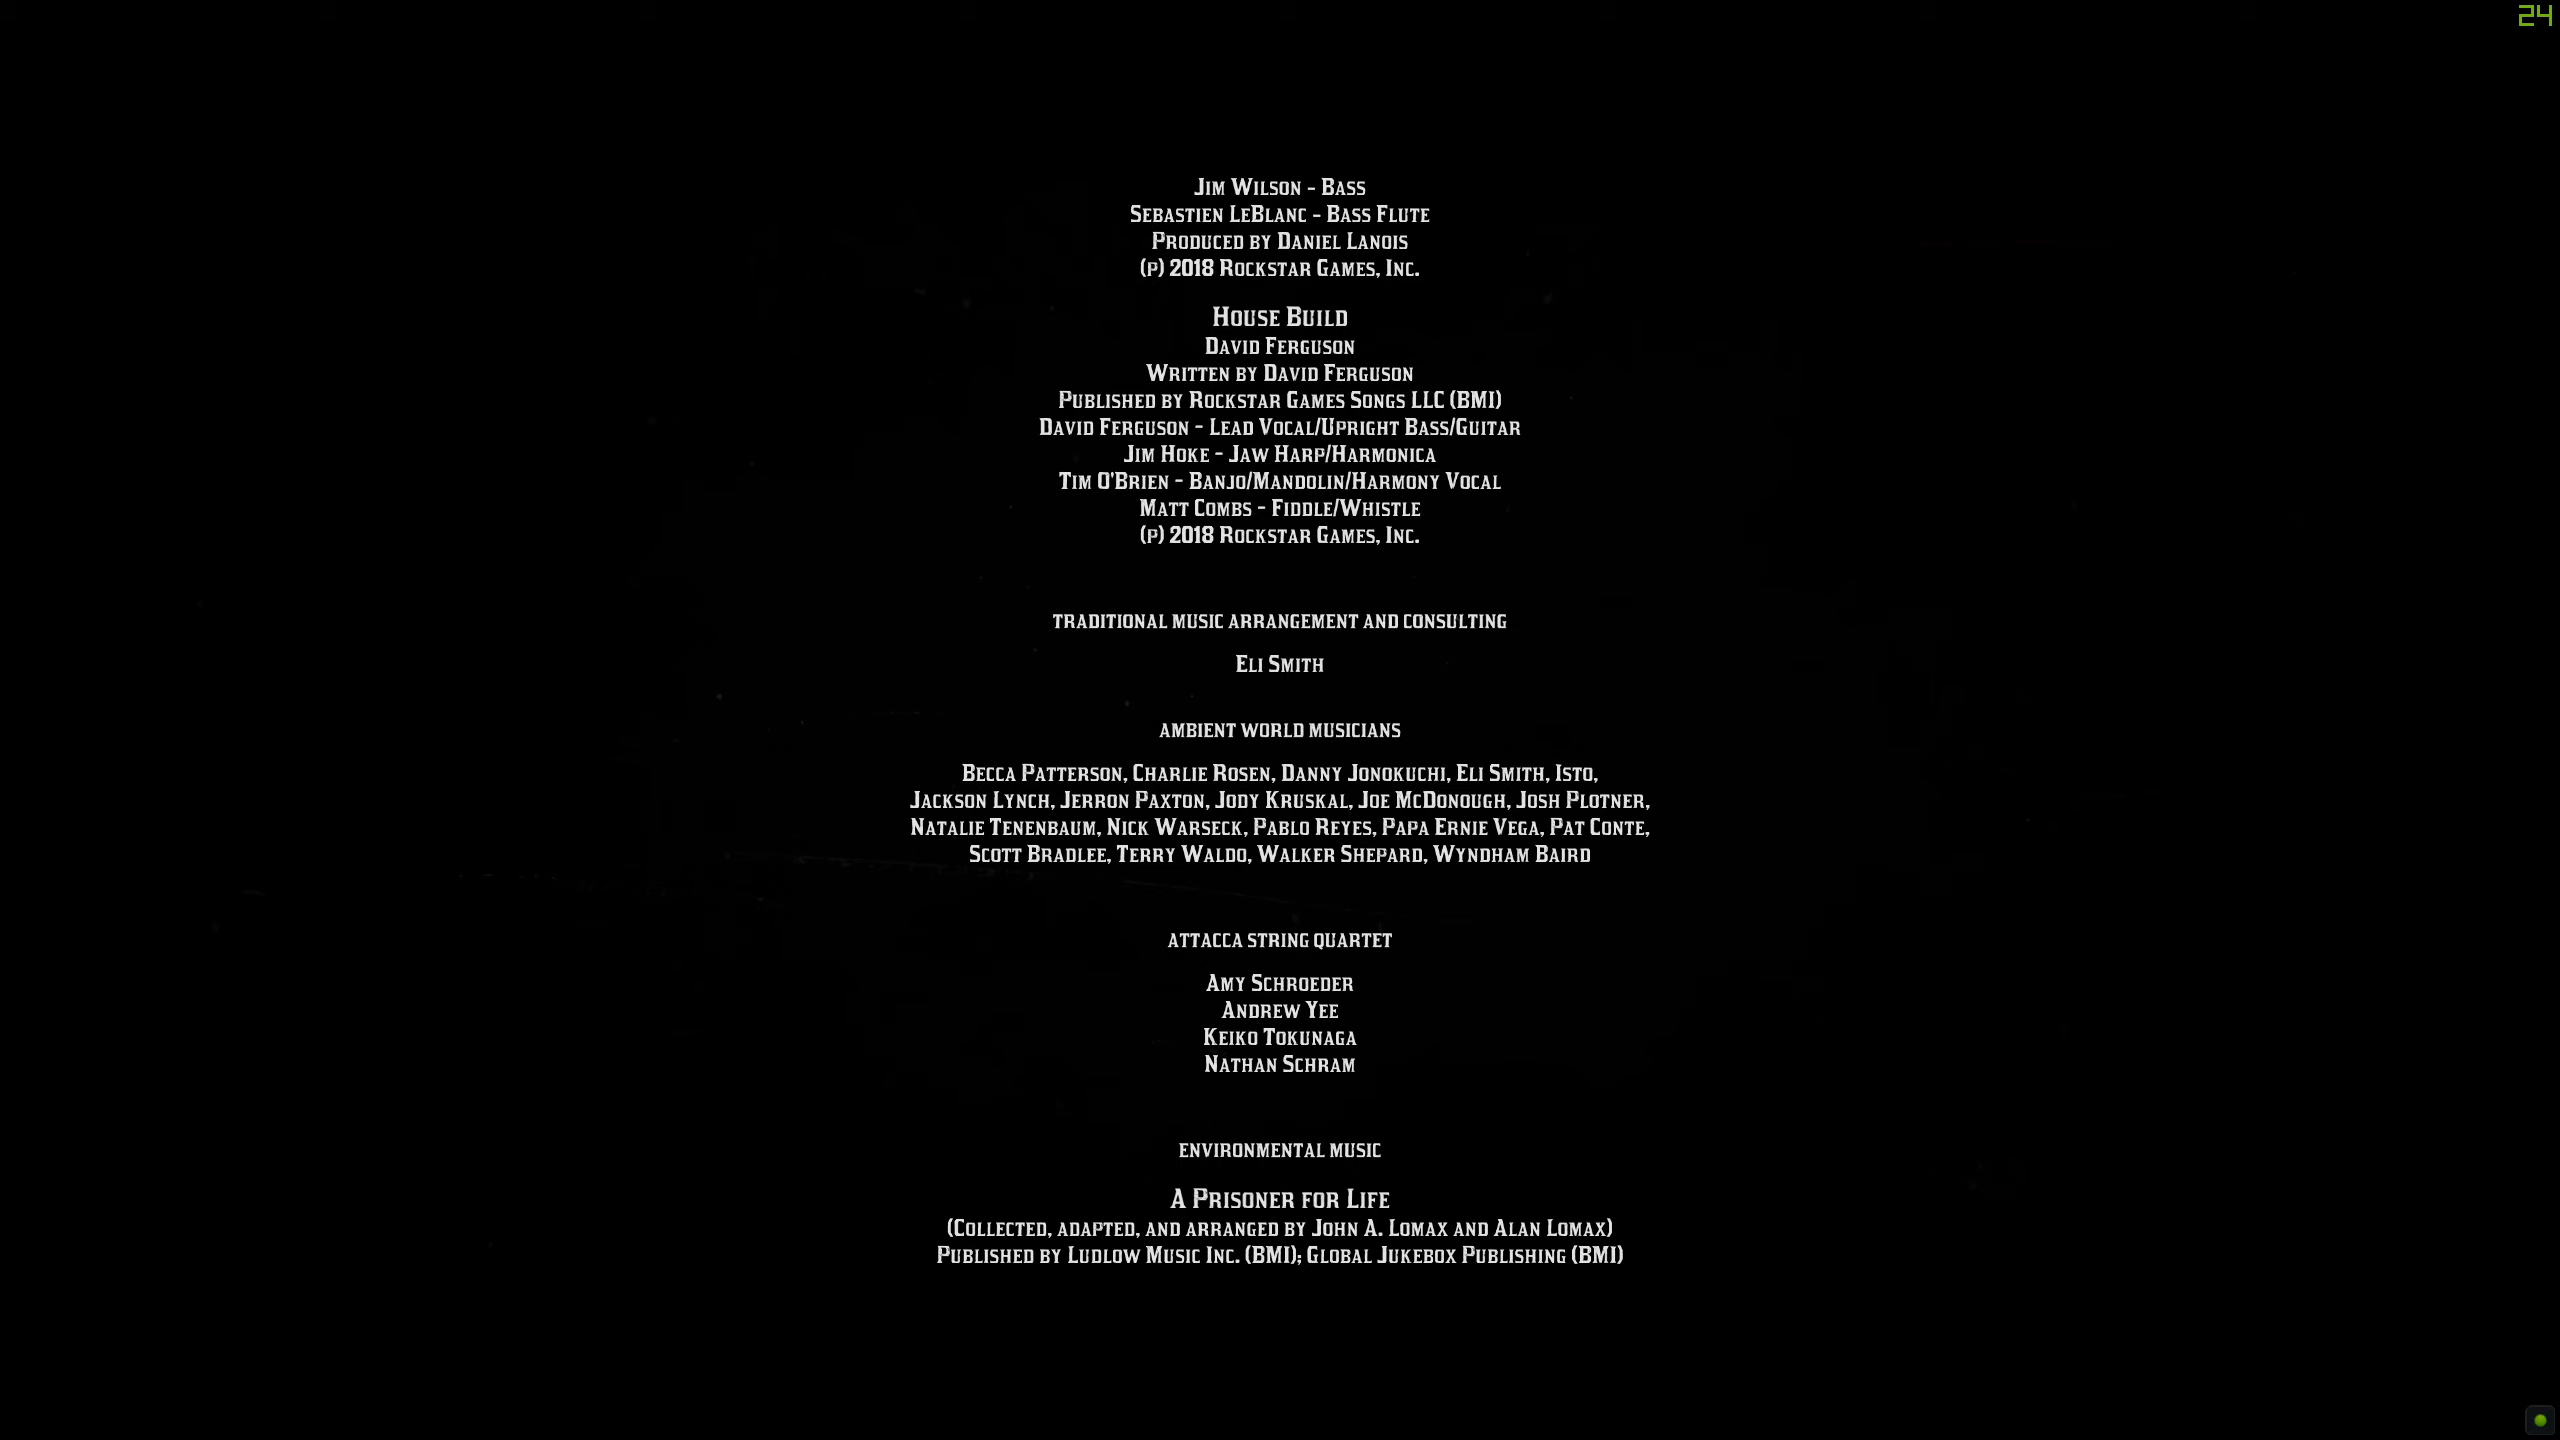 24
Jim Wilson - Bass
Sebastien LeBlanc - Bass Flute
Produced by Daniel Lanois
(p) 2018 Rockstar Games, Inc.
House Build
David Ferguson
Written by David Ferguson
Published by Rockstar Games Songs LLC (BMI)
David Ferguson - Lead Vocal/Upright Bass/Guitar
Jim Hoke - Jaw Harp/Harmonica
Tim O'Brien - Banjo/Mandolin/Harmony Vocal
Matt Combs - Fiddle/Whistle
(p) 2018 Rockstar Games, Inc.
traditional music arrangement and consulting
Eli Smith
ambient world musicians
Becca Patterson, Charlie Rosen, Danny Jonokuchi, Eli Smith, Isto,
Jackson Lynch, Jerron Paxton, Jody Kruskal, Joe McDonough, Josh Plotner,
Natalie Tenenbaum, Nick Warseck, Pablo Reyes, Papa Ernie Vega, Pat Conte,
Scott Bradlee, Terry Waldo, Walker Shepard, Wyndham Baird
attacca string quartet
Amy Schroeder
Andrew Yee
Keiko Tokunaga
Nathan Schram
environmental music
A Prisoner for Life
(Collected, adapted, and arranged by John A. Lomax and Alan Lomax)
Published by Ludlow Music Inc. (BMI); Global Jukebox Publishing (BMI)